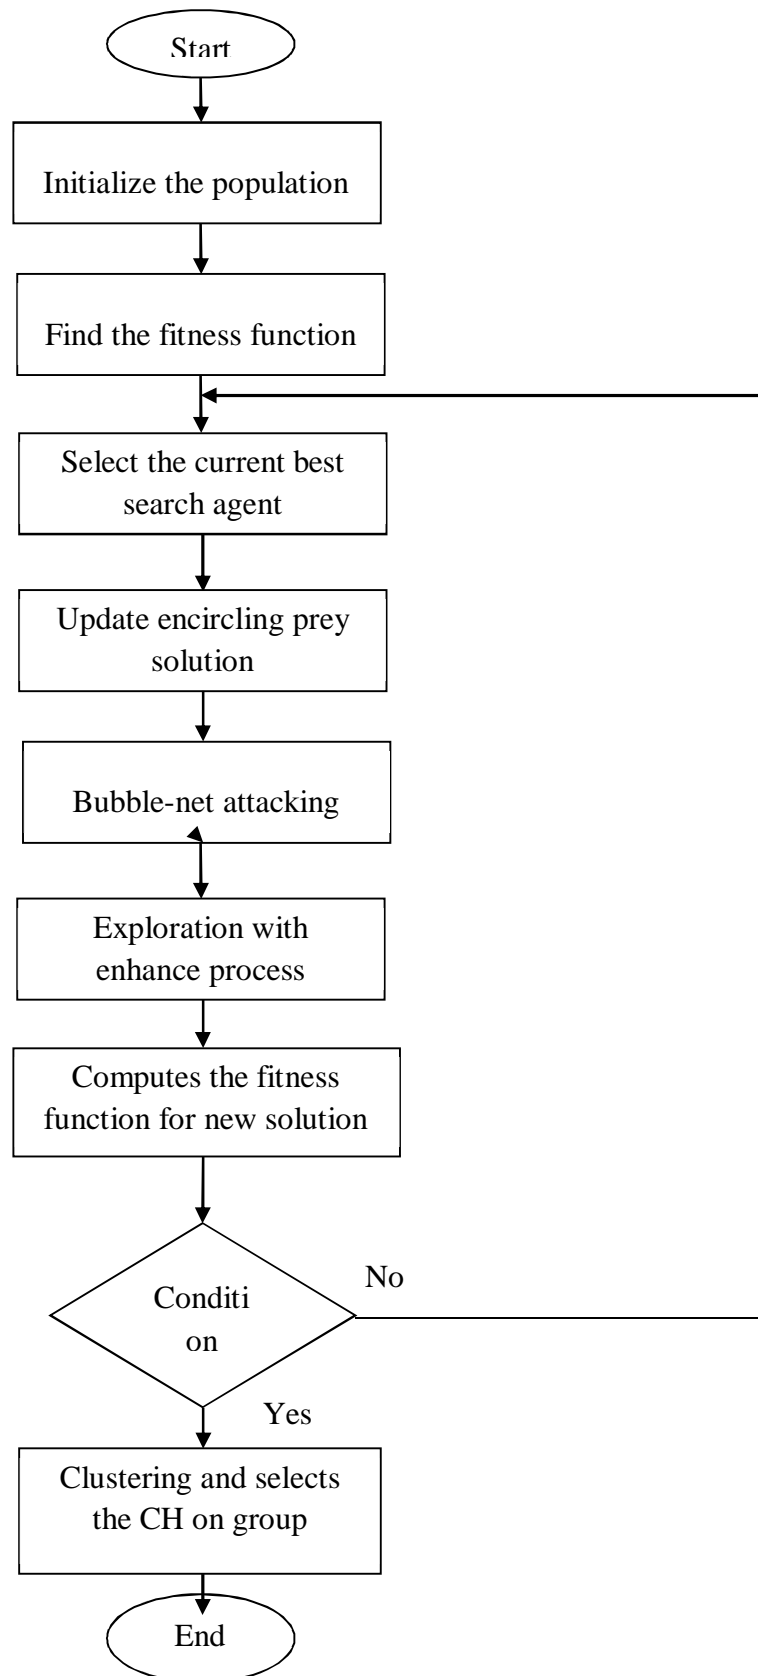 Start
Initialize the population
Find the fitness function
Select the current best
search agent
Update encircling prey
solution
Bubble-net attacking
Exploration with
enhance process
Computes the fitness
function for new solution
No
Conditi
on
Yes
Clustering and selects
the CH on group
End